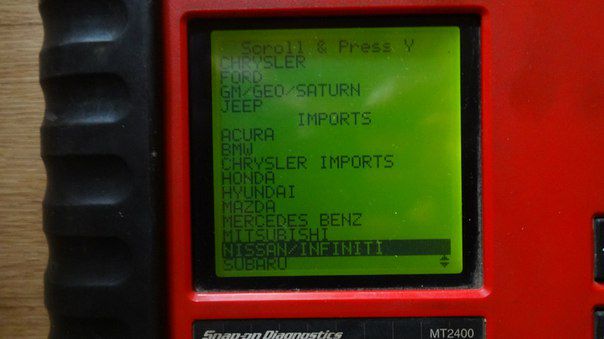 Scroll & Press Y
CHRYSLER
FORD
GM/GEO/SATURN
JEEP
IMPORTS
ACURA
BMW
CHRYSLER IMPORTS
HONDA
HYUNDAI
MAZDA
MERCEDES BENZ
MITSUBISHI
NISSAN/INFINITI
SUBARU
Snap-on Diagnostics
MT2400